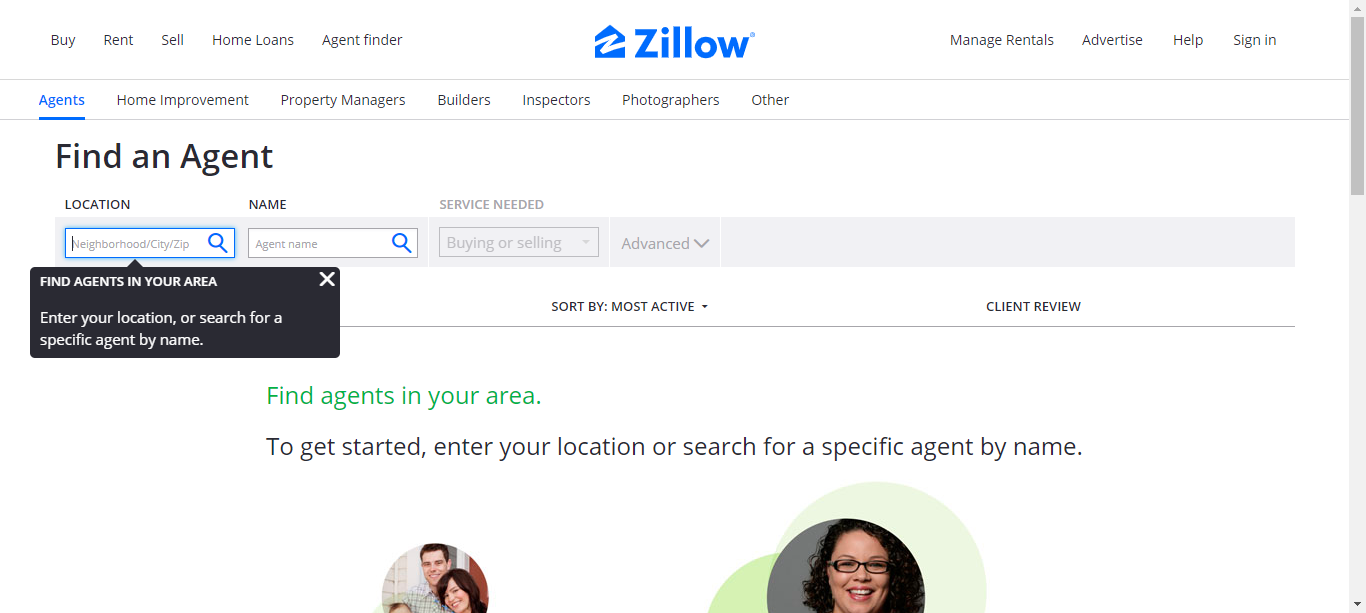 Buy Rent Sell Home Loans Agent finder Zillow® Manage Rentals Advertise Help Sign in
Agents Home Improvement Property Managers Builders Inspectors Photographers Other
Find an Agent
LOCATION NAME SERVICE NEEDED
Neighborhood/City/Zip Agent name Buying or selling Advanced
FIND AGENTS IN YOUR AREA
Enter your location, or search for a
specific agent by name.
SORT BY: MOST ACTIVE CLIENT REVIEW
Find agents in your area.
To get started, enter your location or search for a specific agent by name.